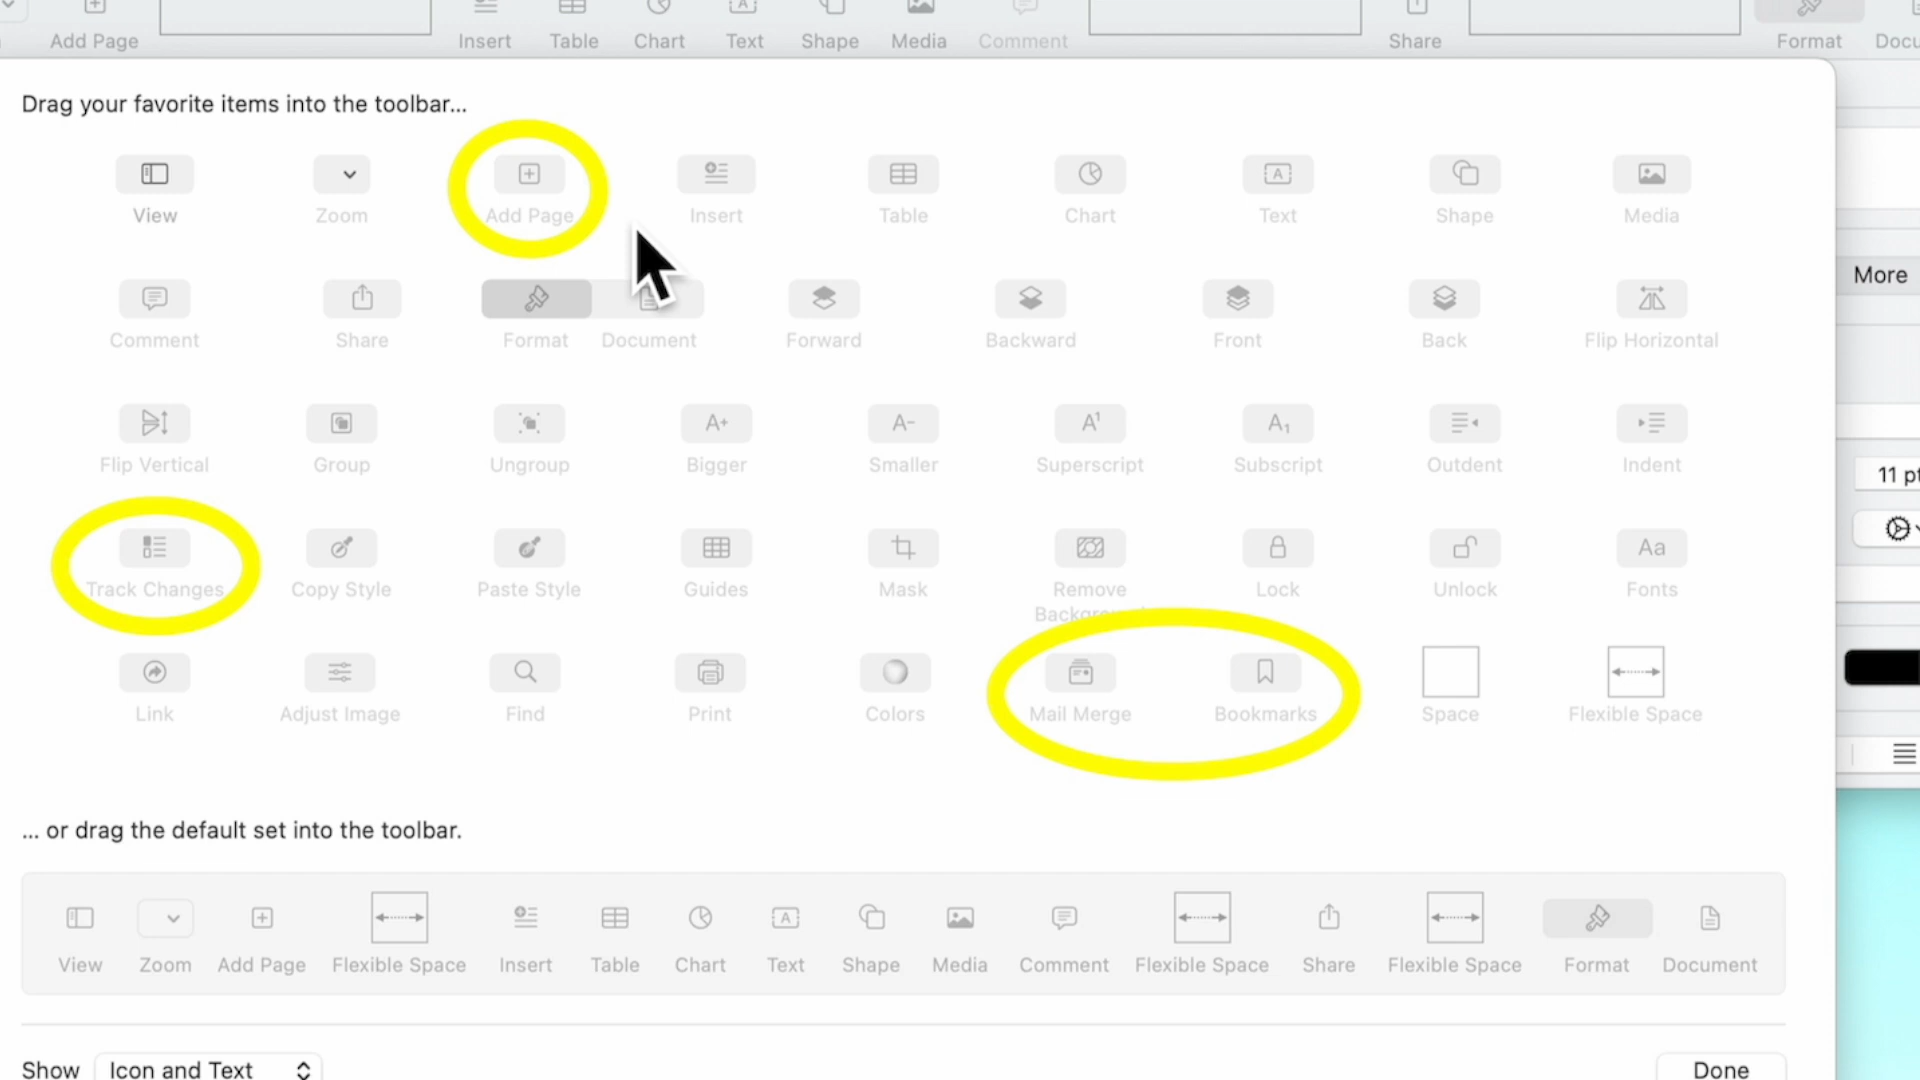 Add Page Insert Table Chart Text Shape Media Comment Share Format
Drag your favorite items into the toolbar...
View Zoom Add Page Insert Table Chart Text Shape Media
More
Comment Share Format Document Forward Backward Front Back Flip Horizontal
Flip Vertical Group Ungroup Bigger Smaller Superscript Subscript Outdent Indent
11 pt
Track Changes Copy Style Paste Style Guides Mask Remove Lock Unlock Fonts
Background
Link Adjust Image Find Print Colors Mail Merge Bookmarks Space Flexible Space
... or drag the default set into the toolbar.
View Zoom Add Page Flexible Space Insert Table Chart Text Shape Media Comment Flexible Space Share Flexible Space Format Document
Show Icon and Text Done